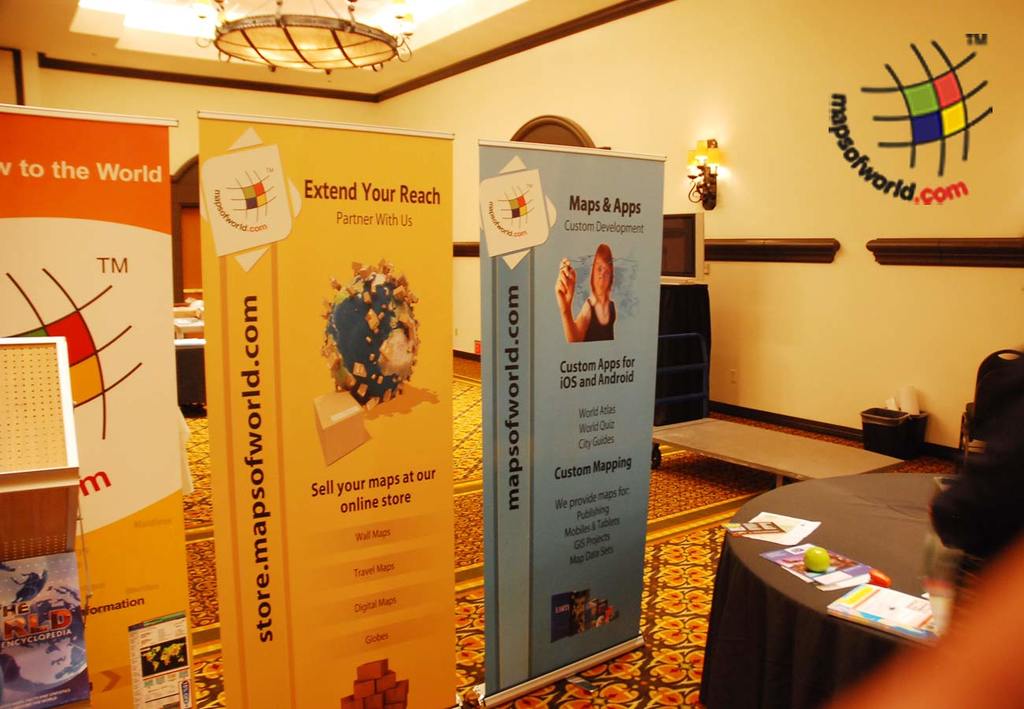 v to the World
TM
m
formation
THE
RLD
ENCYCLOPEDIA
mapsofworld.com
Extend Your Reach
Partner With Us
store.mapsofworld.com
Sell your maps at our
online store
Wall Maps
Travel Maps
Digital Maps
Globes
mapsofworld.com
Maps & Apps
Custom Development
mapsofworld.com
Custom Apps for
iOS and Android
World Atlas
World Quiz
City Guides
Custom Mapping
We provide maps for:
Publishing
Mobiles & Tablets
GIS Projects
Map Data Sets
TM
mapsofworld.com